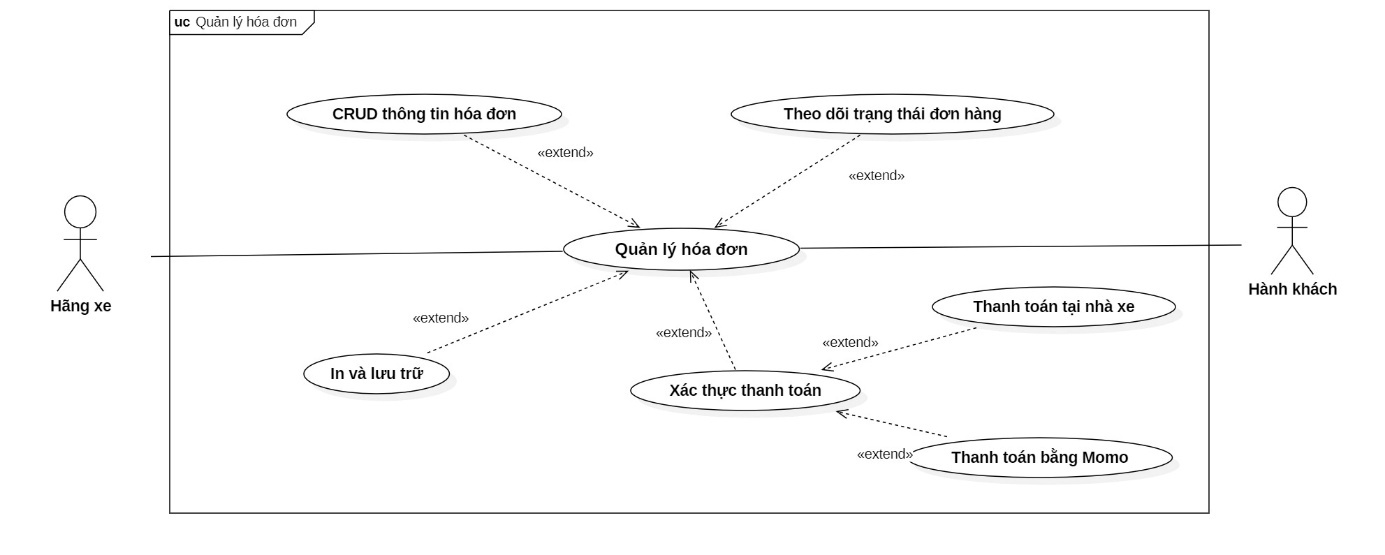 uc Quản lý hóa đơn
CRUD thông tin hóa đơn
Theo dõi trạng thái đơn hàng
«extend»
«extend»
Quản lý hóa đơn
Hãng xe
Hành khách
Thanh toán tại nhà xe
«extend»
«extend»
«extend»
In và lưu trữ
Xác thực thanh toán
«extend»
Thanh toán bằng Momo